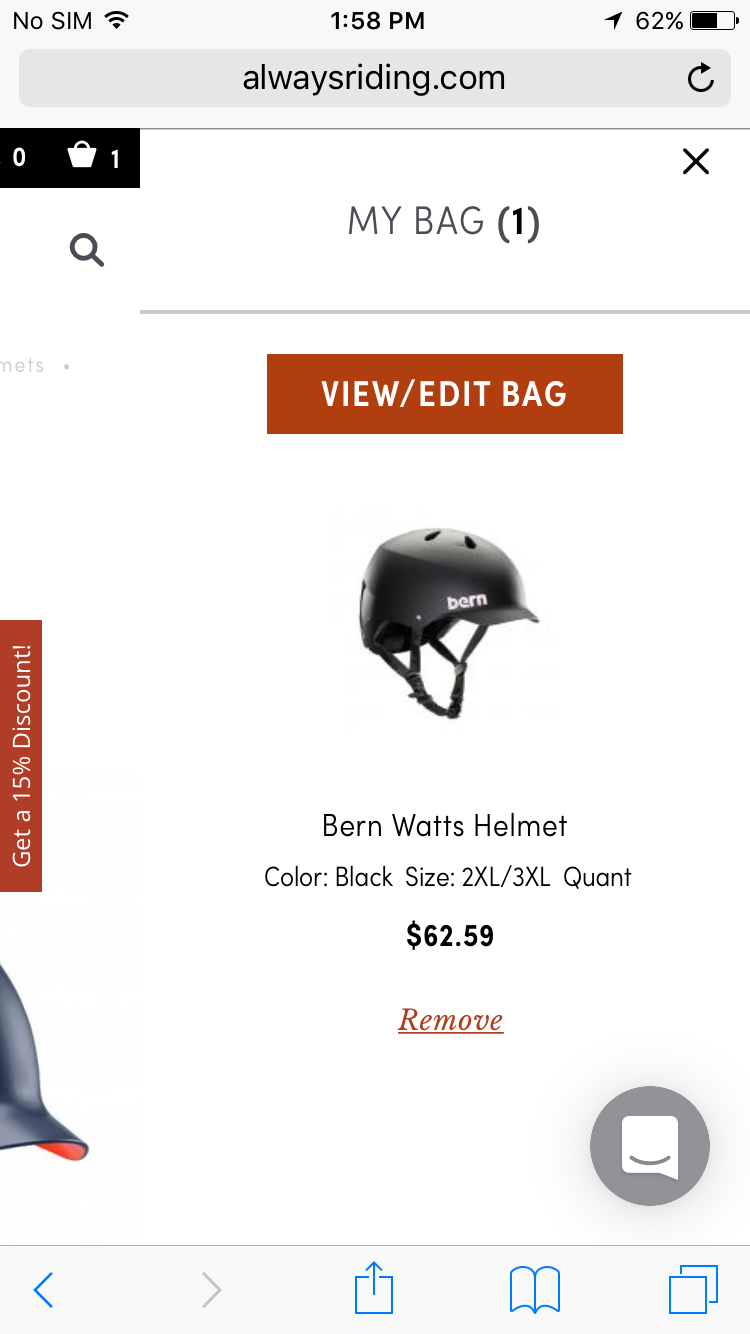 No SIM 1:58 PM 62%
alwaysriding.com
0 1
MY BAG (1)
mets •
VIEW/EDIT BAG
bern
Get a 15% Discount!
Bern Watts Helmet
Color: Black Size: 2XL/3XL Quant
$62.59
Remove